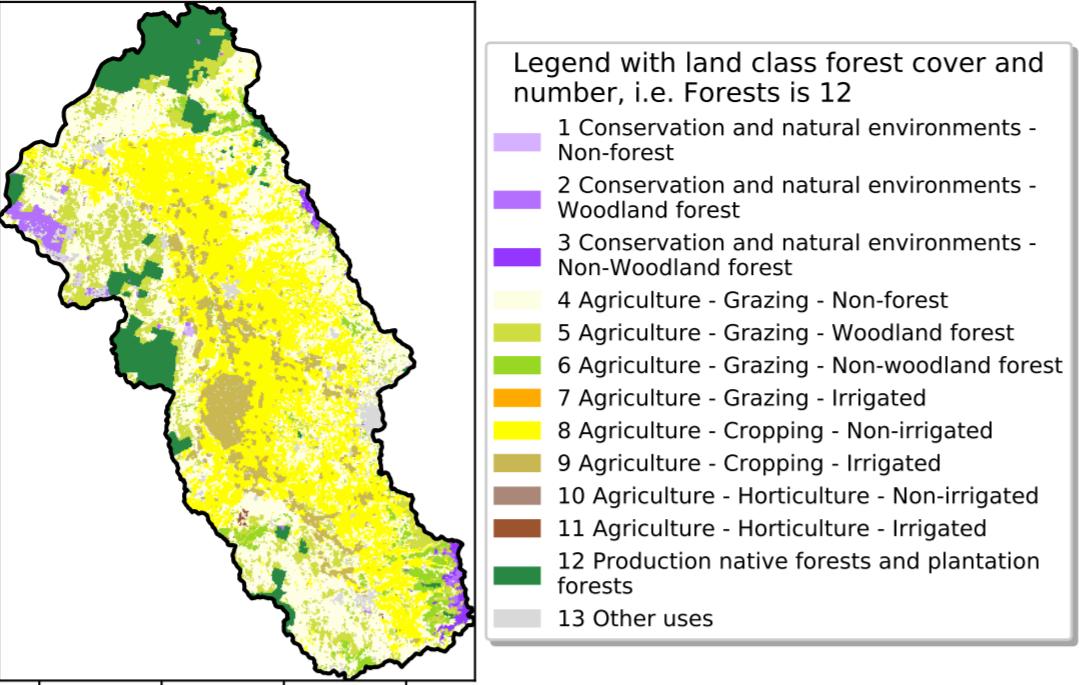 Legend with land class forest cover and
number, i.e. Forests is 12
1 Conservation and natural environments -
Non-forest
2 Conservation and natural environments -
Woodland forest
3 Conservation and natural environments -
Non-Woodland forest
4 Agriculture - Grazing - Non-forest
5 Agriculture - Grazing - Woodland forest
6 Agriculture - Grazing - Non-woodland forest
7 Agriculture - Grazing - Irrigated
8 Agriculture - Cropping - Non-irrigated
9 Agriculture - Cropping - Irrigated
10 Agriculture - Horticulture - Non-irrigated
11 Agriculture - Horticulture - Irrigated
12 Production native forests and plantation
forests
13 Other uses